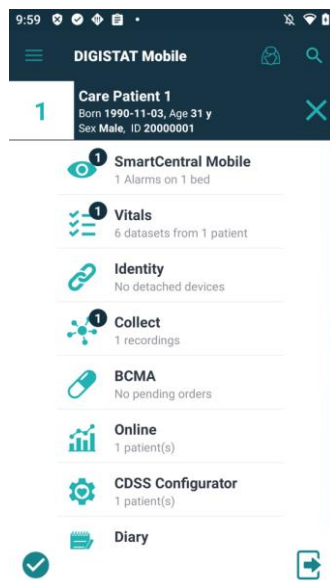 9:59
DIGISTAT Mobile
1
Care Patient 1
Born 1990-11-03, Age 31 y
Sex Male, ID 20000001
1
SmartCentral Mobile
1 Alarms on 1 bed
1
Vitals
6 datasets from 1 patient
Identity
No detached devices
1
Collect
1 recordings
BCMA
No pending orders
Online
1 patient(s)
CDSS Configurator
1 patient(s)
Diary